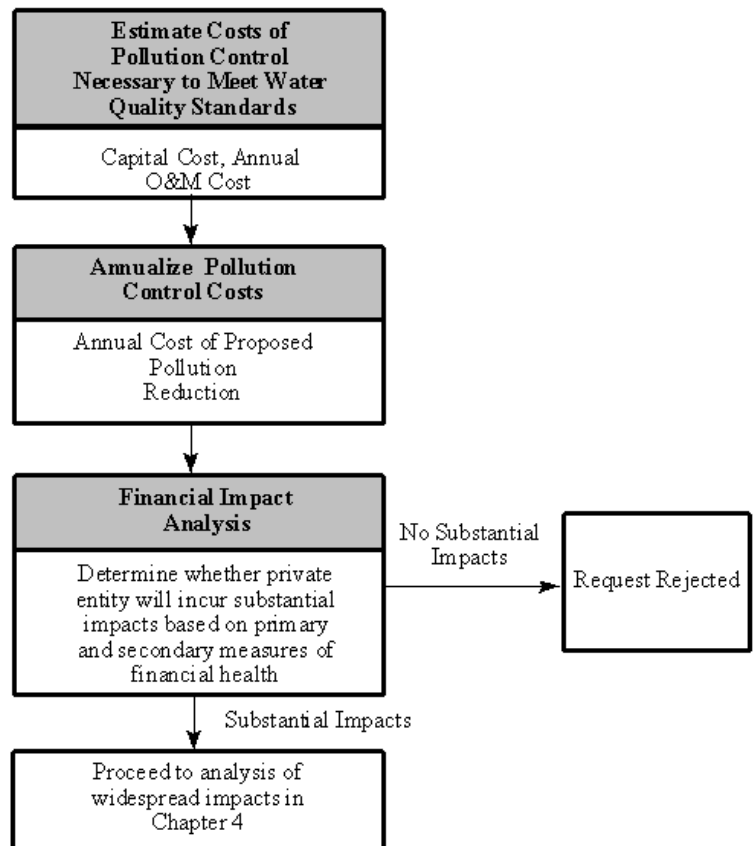 Estimate Costs of
Pollution Control
Necessary to Meet Water
Quality Standards
Capital Cost, Annual
O&M Cost
Annualize Pollution
Control Costs
Annual Cost of Proposed
Pollution
Reduction
Financial Impact
Analysis
Determine whether private
entity will incur substantial
impacts based on primary
and secondary measures of
financial health
No Substantial
Impacts
Request Rejected
Substantial Impacts
Proceed to analysis of
widespread impacts in
Chapter 4